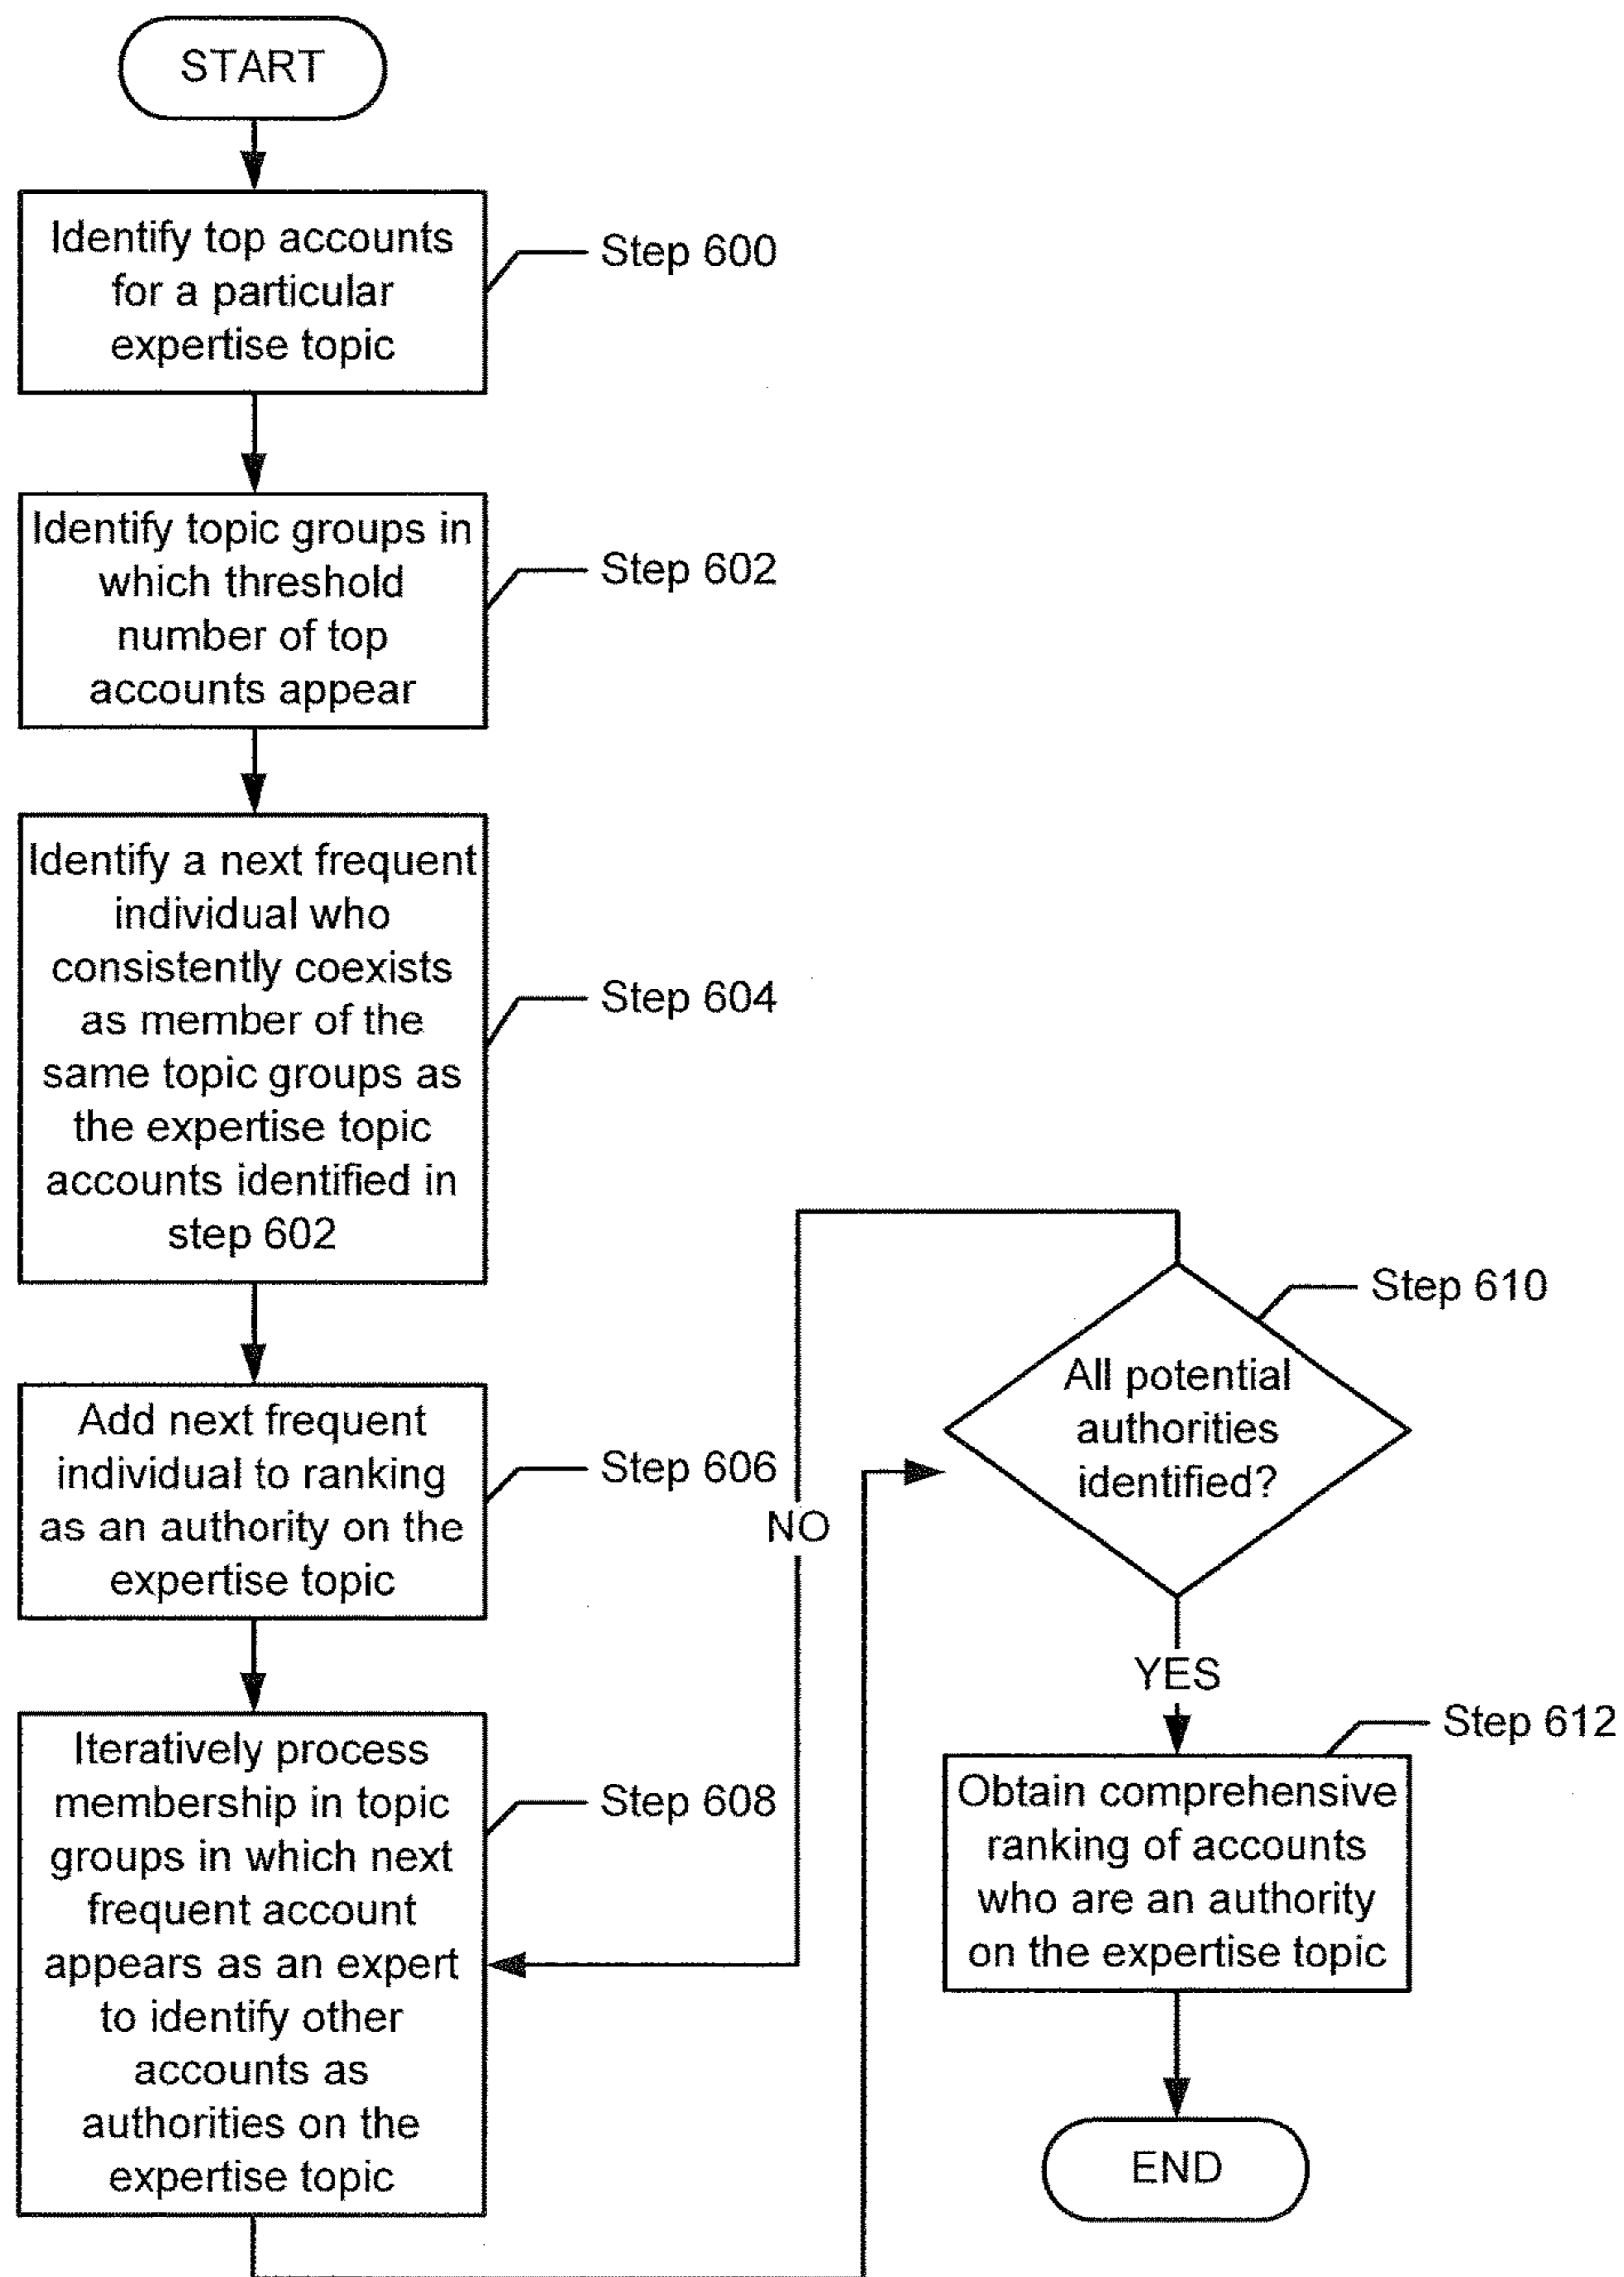 START
Identify top accounts
for a particular
expertise topic
Step 600
Identify topic groups in
which threshold
number of top
accounts appear
Step 602
Identify a next frequent
individual who
consistently coexists
as member of the
same topic groups as
the expertise topic
accounts identified in
step 602
Step 604
Add next frequent
individual to ranking
as an authority on the
expertise topic
Step 606
Iteratively process
membership in topic
groups in which next
frequent account
appears as an expert
to identify other
accounts as
authorities on the
expertise topic
Step 608
All potential
authorities
identified?
Step 610
NO
YES
Step 612
Obtain comprehensive
ranking of accounts
who are an authority
on the expertise topic
END